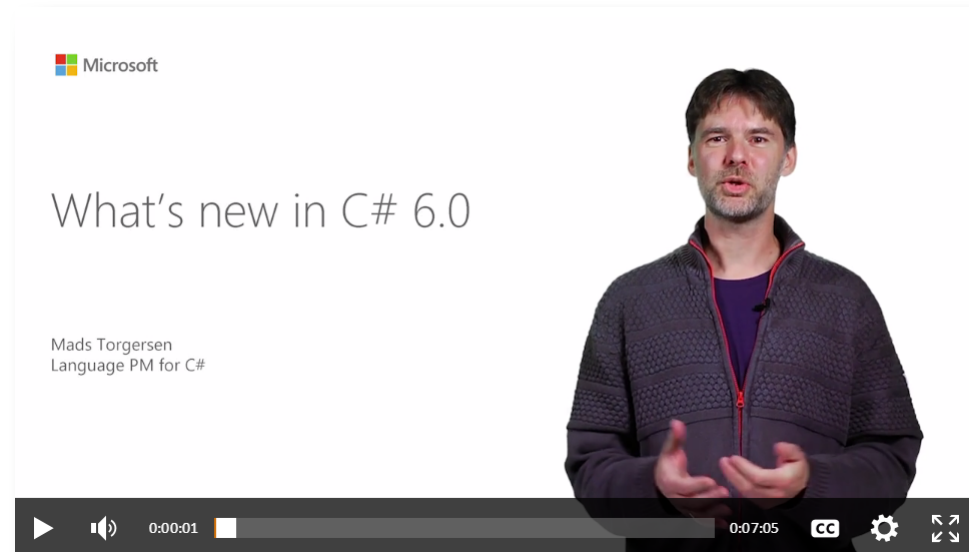 Microsoft
What's new in C# 6.0
Mads Torgersen
Language PM for C#
0:00:01
0:07:05
CC